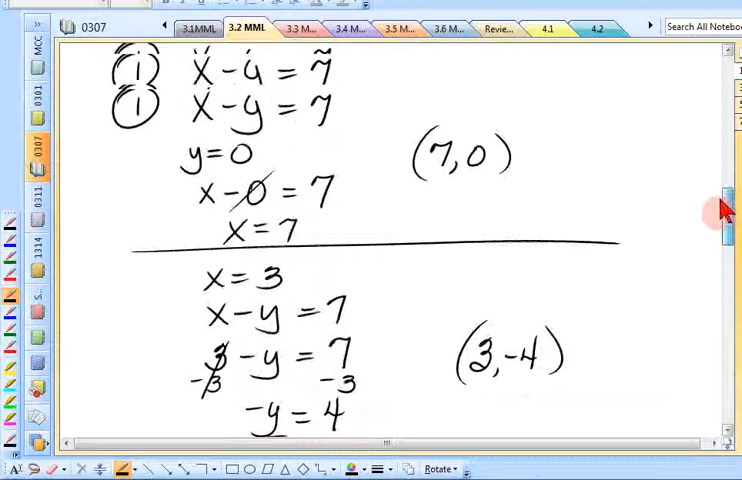 0307
3.1MML
3.2 MML
3.3 M...
3.4 M...
3.5 M...
3.6 M...
Revie...
4.1
4.2
Search All Notebo
MCC
0301
0307
0311
1314
S..
① x-y=7
① x-y=7
y=0
(7,0)
x-0=7
x=7
x=3
x-y=7
3-y=7
-3 -3
(3,-4)
-y=4
Rotate